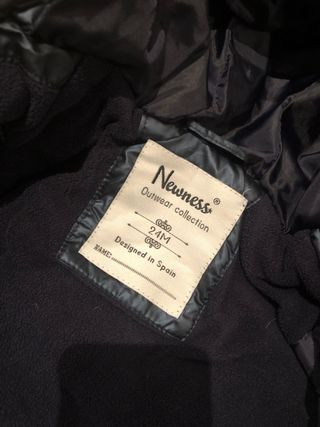 Newness
Outwear collection
24M
Designed in Spain
NAME: